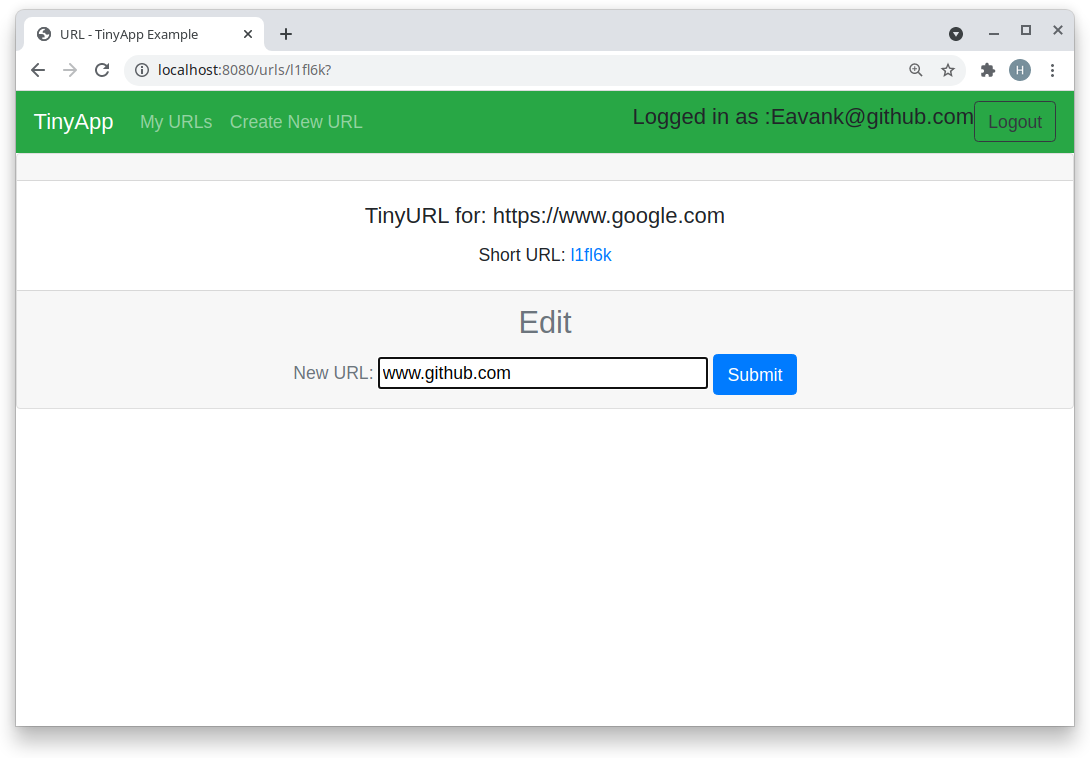 URL - TinyApp Example
localhost:8080/urls/l1fl6k?
H
TinyApp My URLs Create New URL Logged in as :Eavank@github.com Logout
TinyURL for: https://www.google.com
Short URL: l1fl6k
Edit
New URL: www.github.com Submit